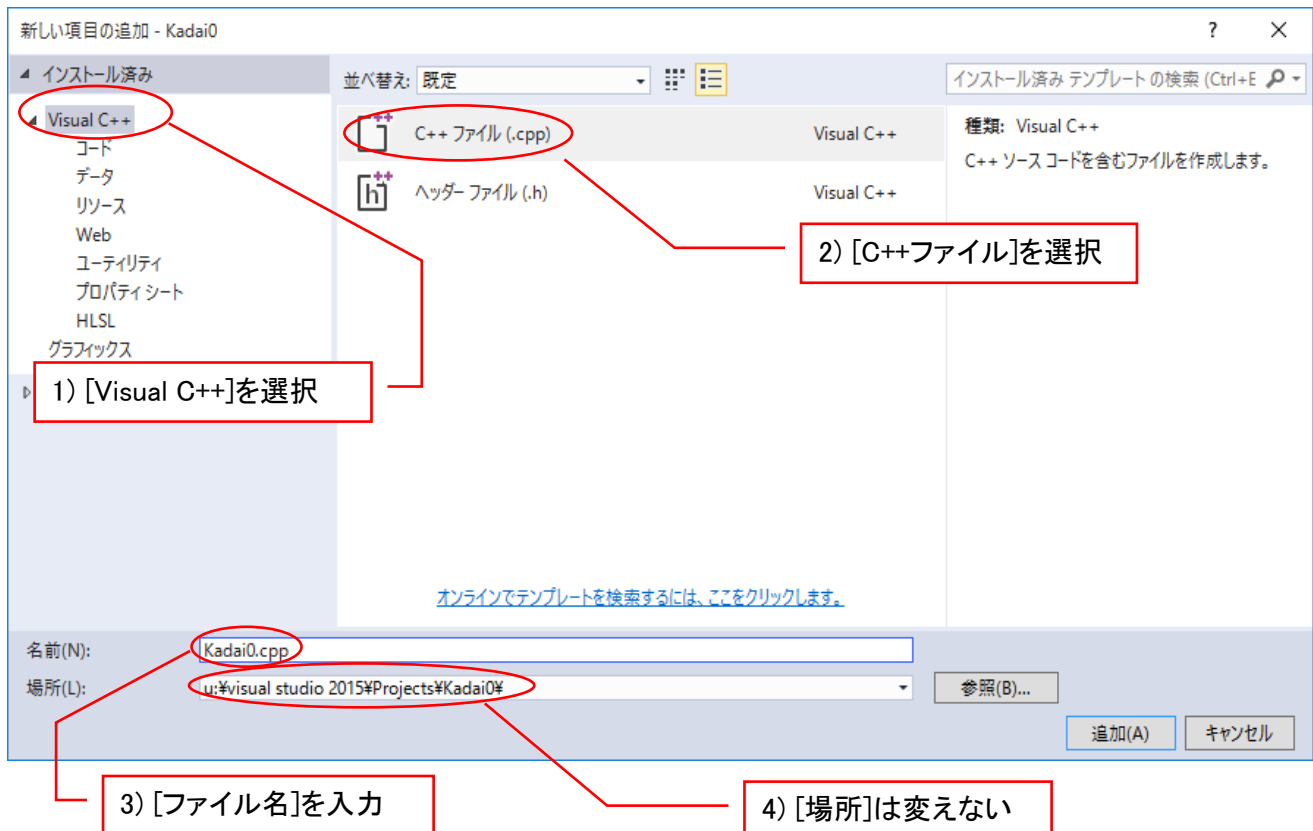 新しい項目の追加 - Kadai0
? ×
インストール済み
並べ替え: 既定
インストール済み テンプレート の検索 (Ctrl+E
Visual C++
コード
データ
リソース
Web
ユーティリティ
プロパティ シート
HLSL
グラフィックス
C++ ファイル (.cpp) Visual C++
ヘッダー ファイル (.h) Visual C++
種類: Visual C++
C++ ソース コードを含むファイルを作成します。
1) [Visual C++]を選択
2) [C++ファイル]を選択
オンラインでテンプレートを検索するには、ここをクリックします。
名前(N): Kadai0.cpp
場所(L): u:¥visual studio 2015¥Projects¥Kadai0¥
参照(B)...
追加(A) キャンセル
3) [ファイル名]を入力
4) [場所]は変えない